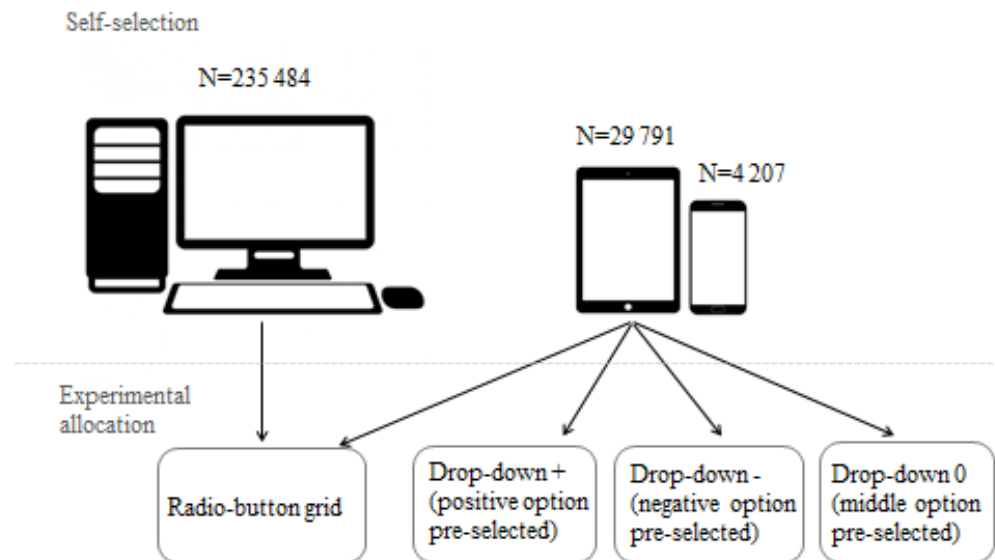 Self-selection
N=235 484
N=29 791
N=4 207
Experimental
allocation
Radio-button grid
Drop-down +
(positive option
pre-selected)
Drop-down -
(negative option
pre-selected)
Drop-down 0
(middle option
pre-selected)